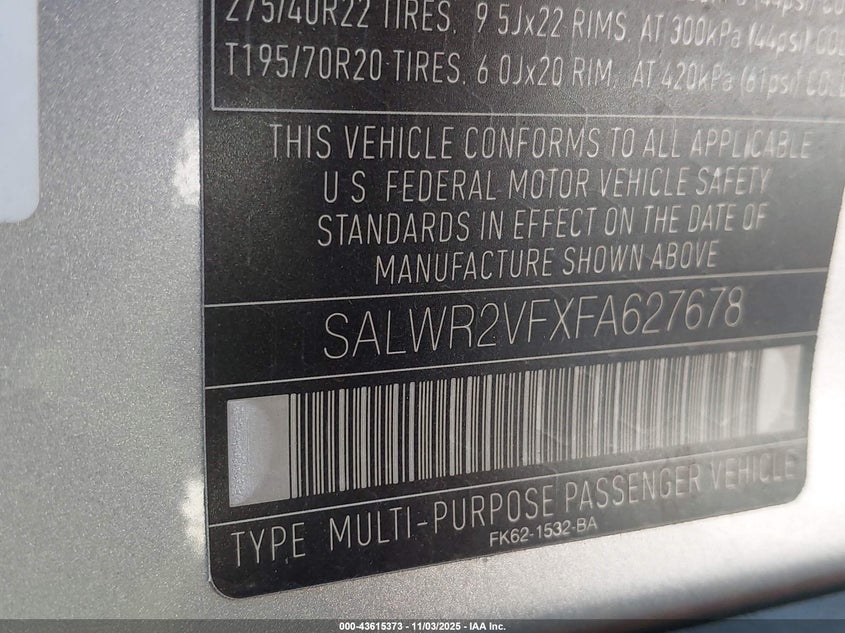 275/40R22 TIRES, 9 5Jx22 RIMS, AT 300kPa (44psi) COL
T195/70R20 TIRES, 6 0Jx20 RIM, AT 420kPa (61psi) COLD
THIS VEHICLE CONFORMS TO ALL APPLICABLE
U S FEDERAL MOTOR VEHICLE SAFETY
STANDARDS IN EFFECT ON THE DATE OF
MANUFACTURE SHOWN ABOVE
SALWR2VFXFA627678
TYPE MULTI-PURPOSE PASSENGER VEHICLE
FK62-1532-BA
000-43615373 - 11/03/2025 - IAA Inc.